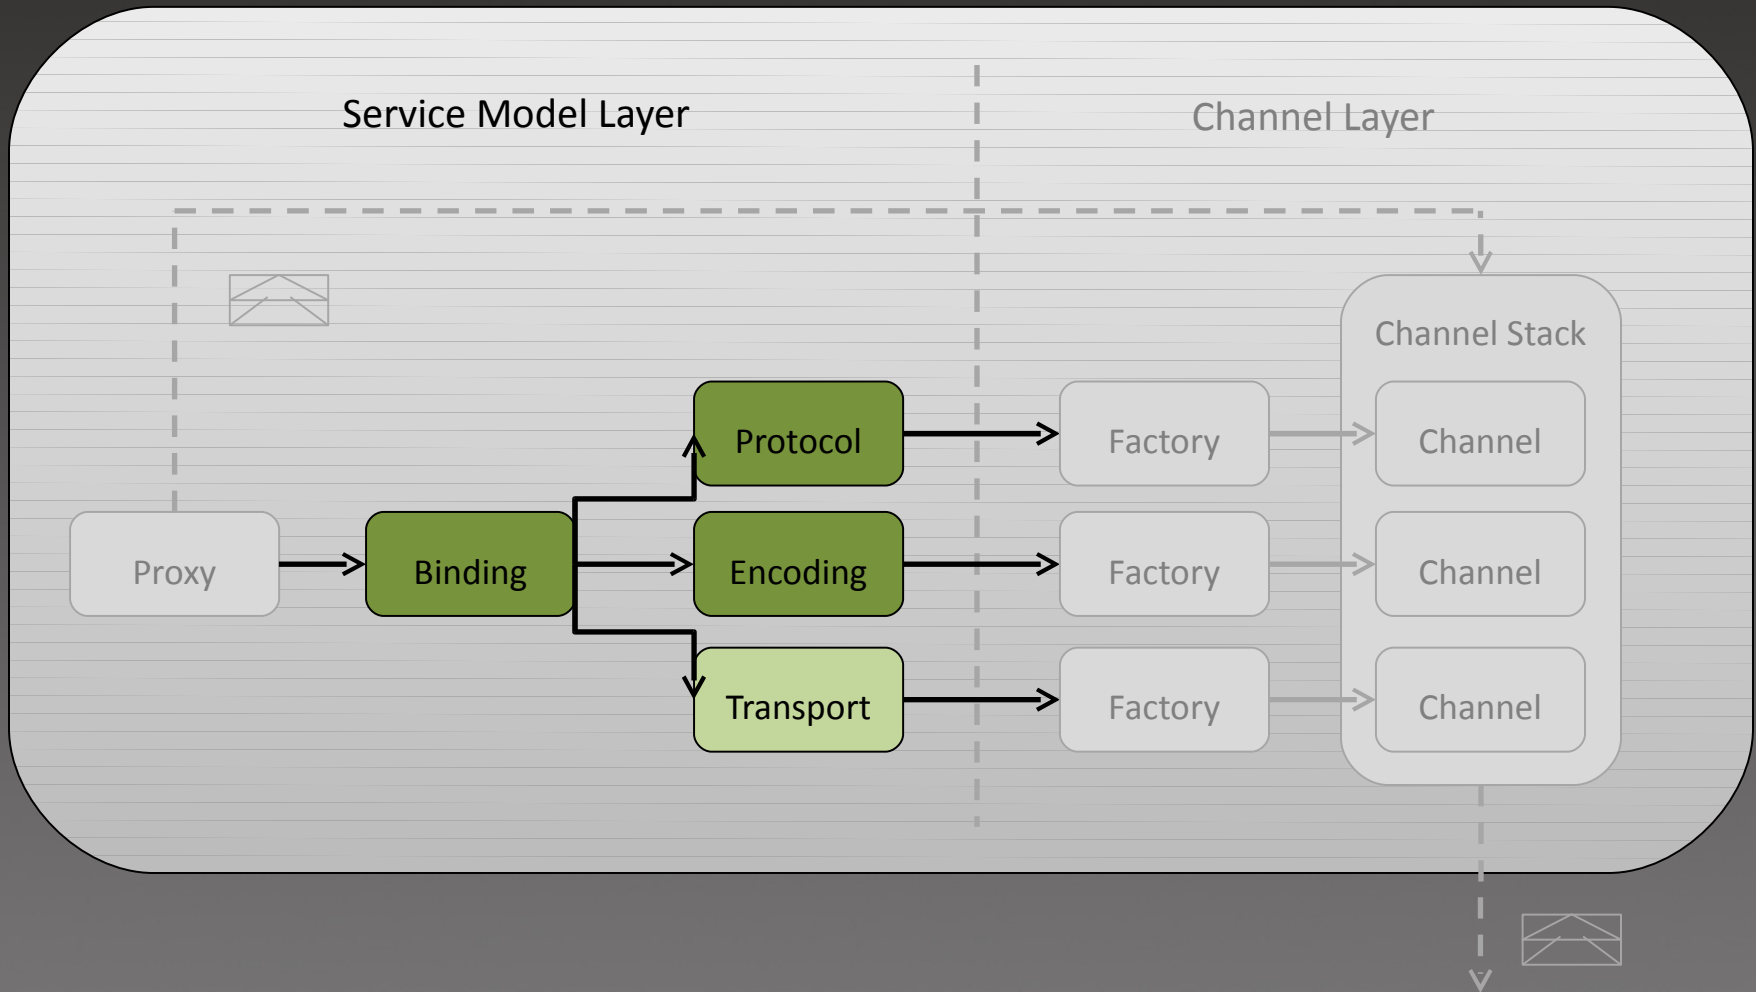 Service Model Layer
Channel Layer
Channel Stack
Protocol
Factory
Channel
Proxy
Binding
Encoding
Factory
Channel
Transport
Factory
Channel